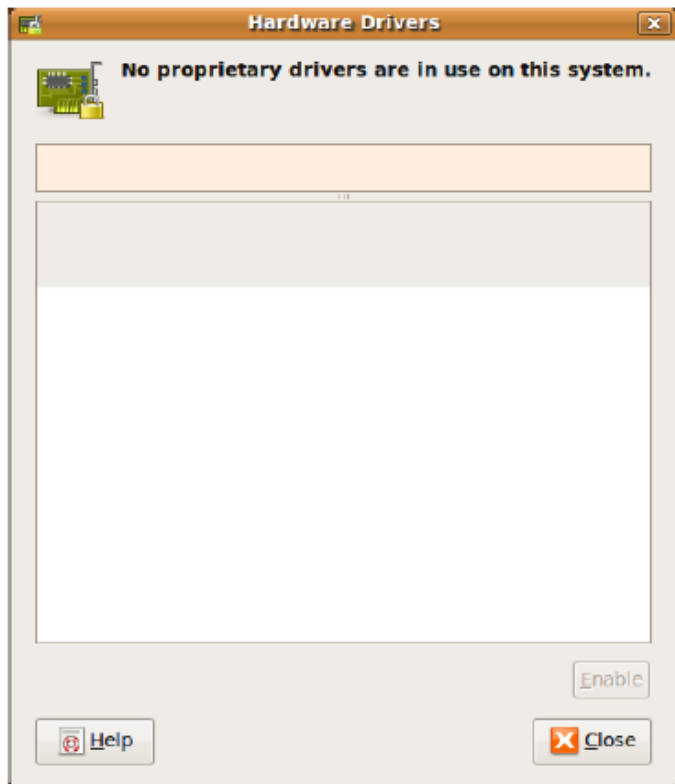 Hardware Drivers
No proprietary drivers are in use on this system.
Enable
Help
Close